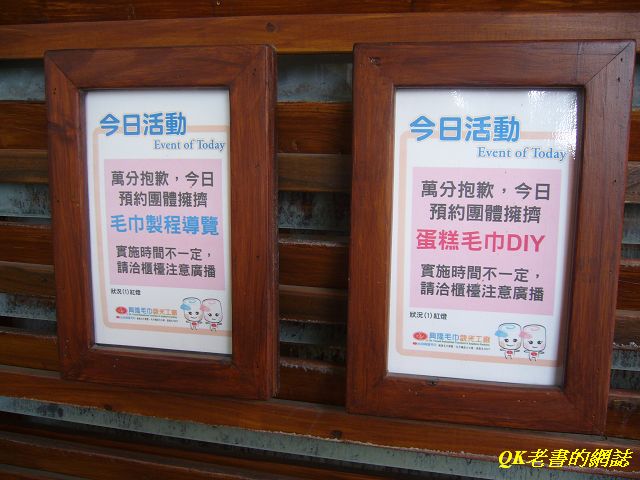 今日活動
Event of Today
萬分抱歉，今日
預約團體擁擠
毛巾製程導覽
實施時間不一定，
請洽櫃檯注意廣播
狀況(1)紅燈
興隆毛巾觀光工廠
今日活動
Event of Today
萬分抱歉，今日
預約團體擁擠
蛋糕毛巾DIY
實施時間不一定，
請洽櫃檯注意廣播
狀況(1)紅燈
興隆毛巾觀光工廠
QK老書的網誌